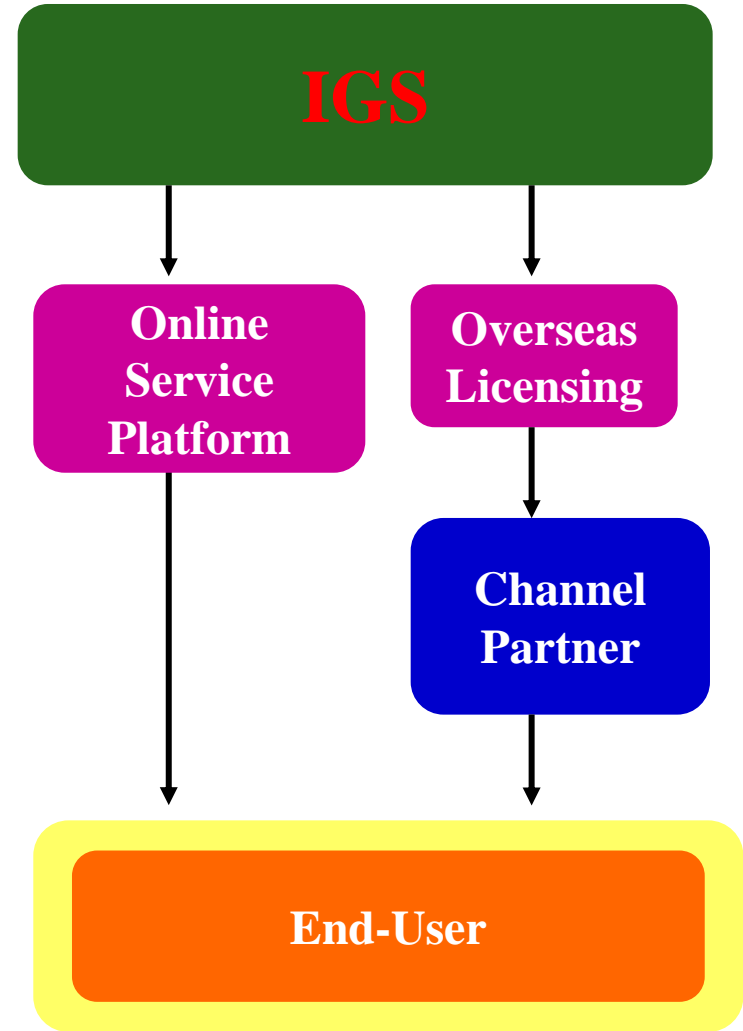 IGS
Online
Service
Platform
Overseas
Licensing
Channel
Partner
End-User